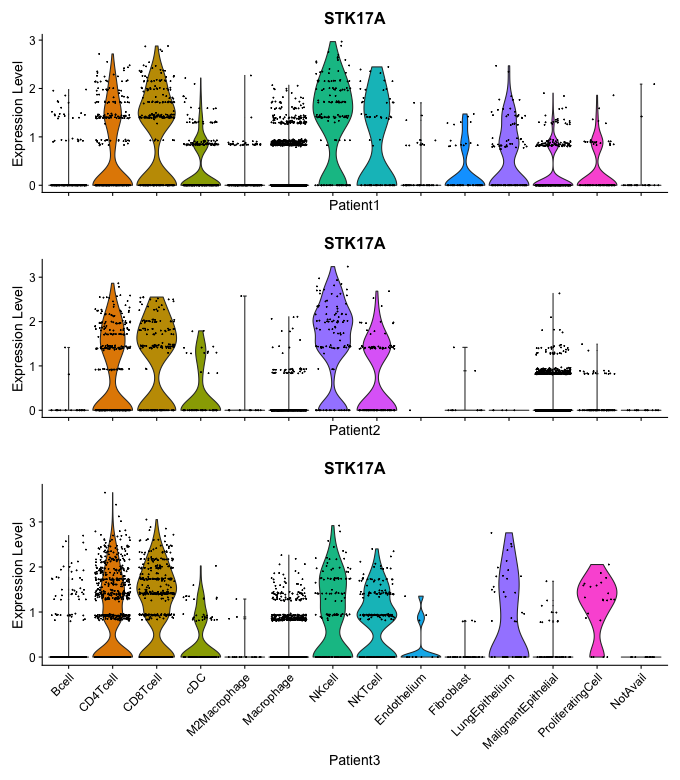 STK17A
Expression Level
3
2
1
0
Patient1
STK17A
Expression Level
3
2
1
0
Patient2
STK17A
Expression Level
3
2
1
0
Bcell
CD4Tcell
CD8Tcell
cDC
M2Macrophage
Macrophage
NKcell
NKTcell
Endothelium
Fibroblast
LungEpithelium
MalignantEpithelial
ProliferatingCell
NotAvail
Patient3